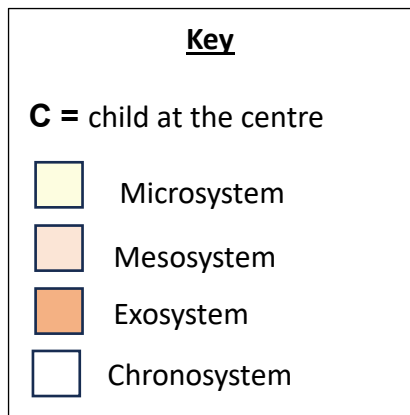 Key
C = child at the centre
Microsystem
Mesosystem
Exosystem
Chronosystem